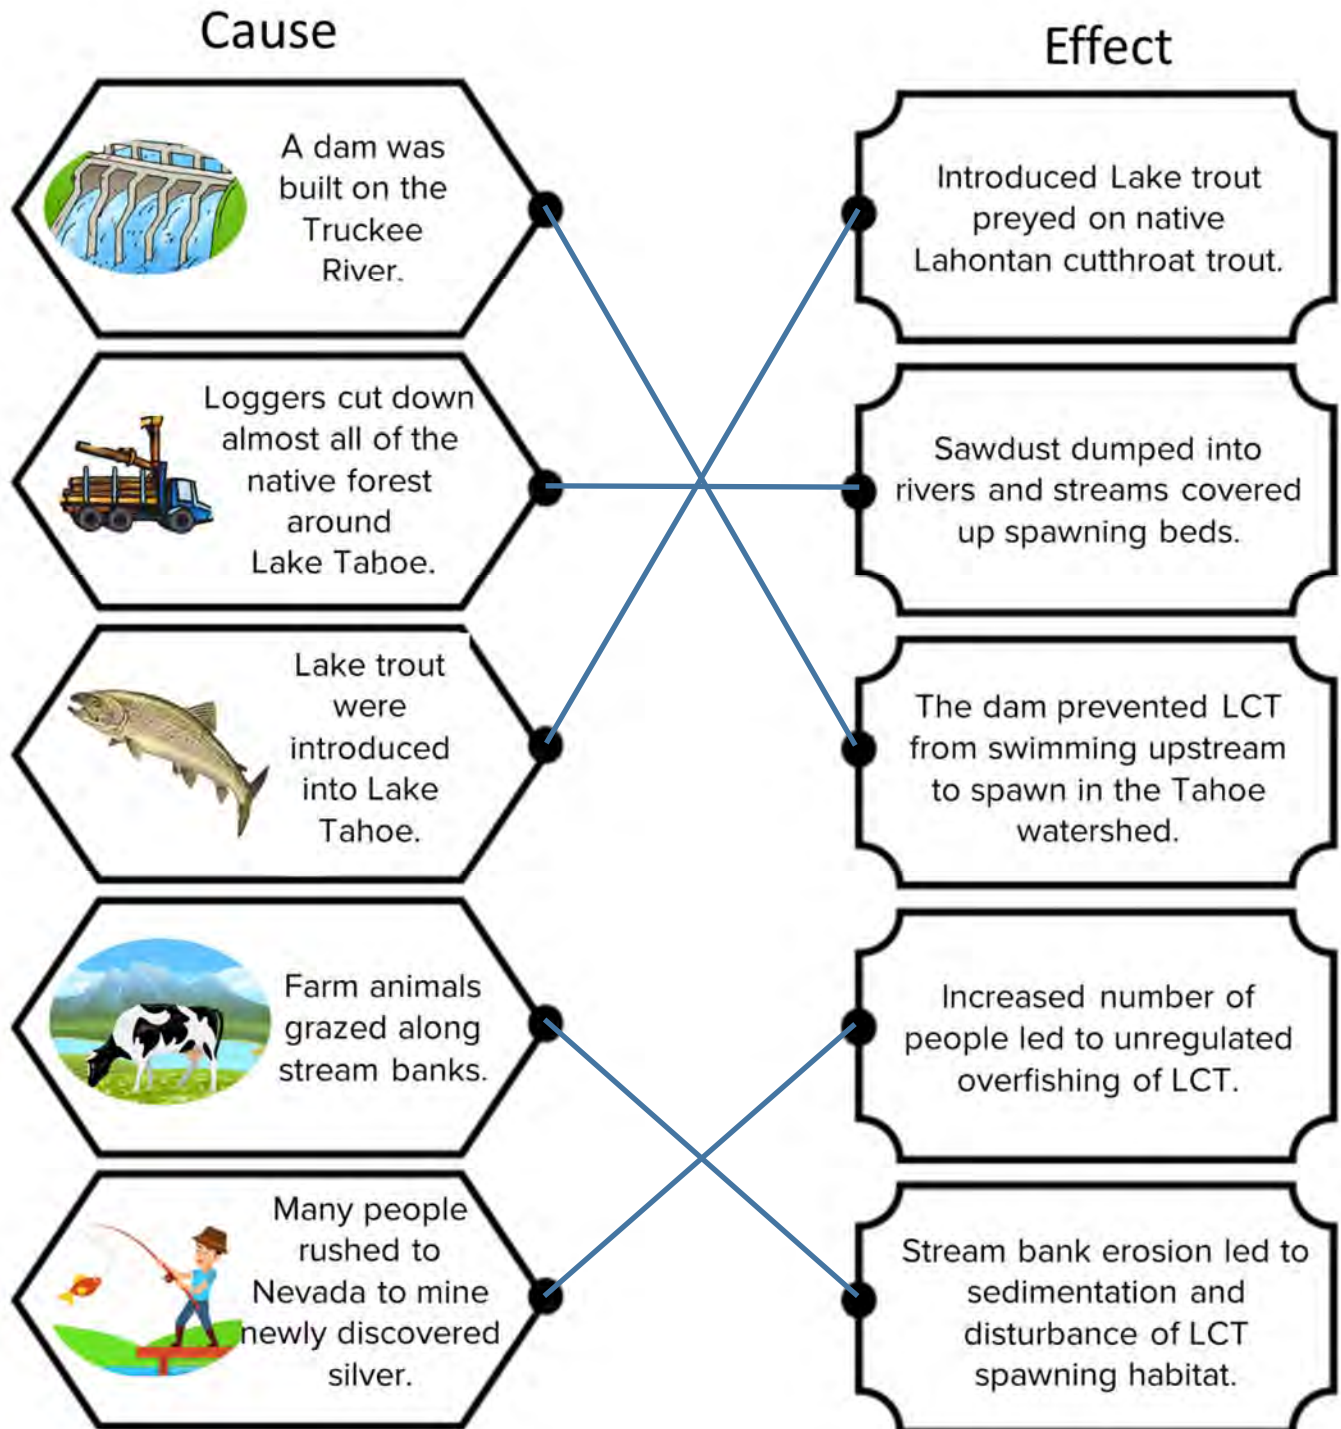 Cause
A dam was
built on the
Truckee
River.
Loggers cut down
almost all of the
native forest
around
Lake Tahoe.
Lake trout
were
introduced
into Lake
Tahoe.
Farm animals
grazed along
stream banks.
Many people
rushed to
Nevada to mine
newly discovered
silver.
Effect
Introduced Lake trout
preyed on native
Lahontan cutthroat trout.
Sawdust dumped into
rivers and streams covered
up spawning beds.
The dam prevented LCT
from swimming upstream
to spawn in the Tahoe
watershed.
Increased number of
people led to unregulated
overfishing of LCT.
Stream bank erosion led to
sedimentation and
disturbance of LCT
spawning habitat.